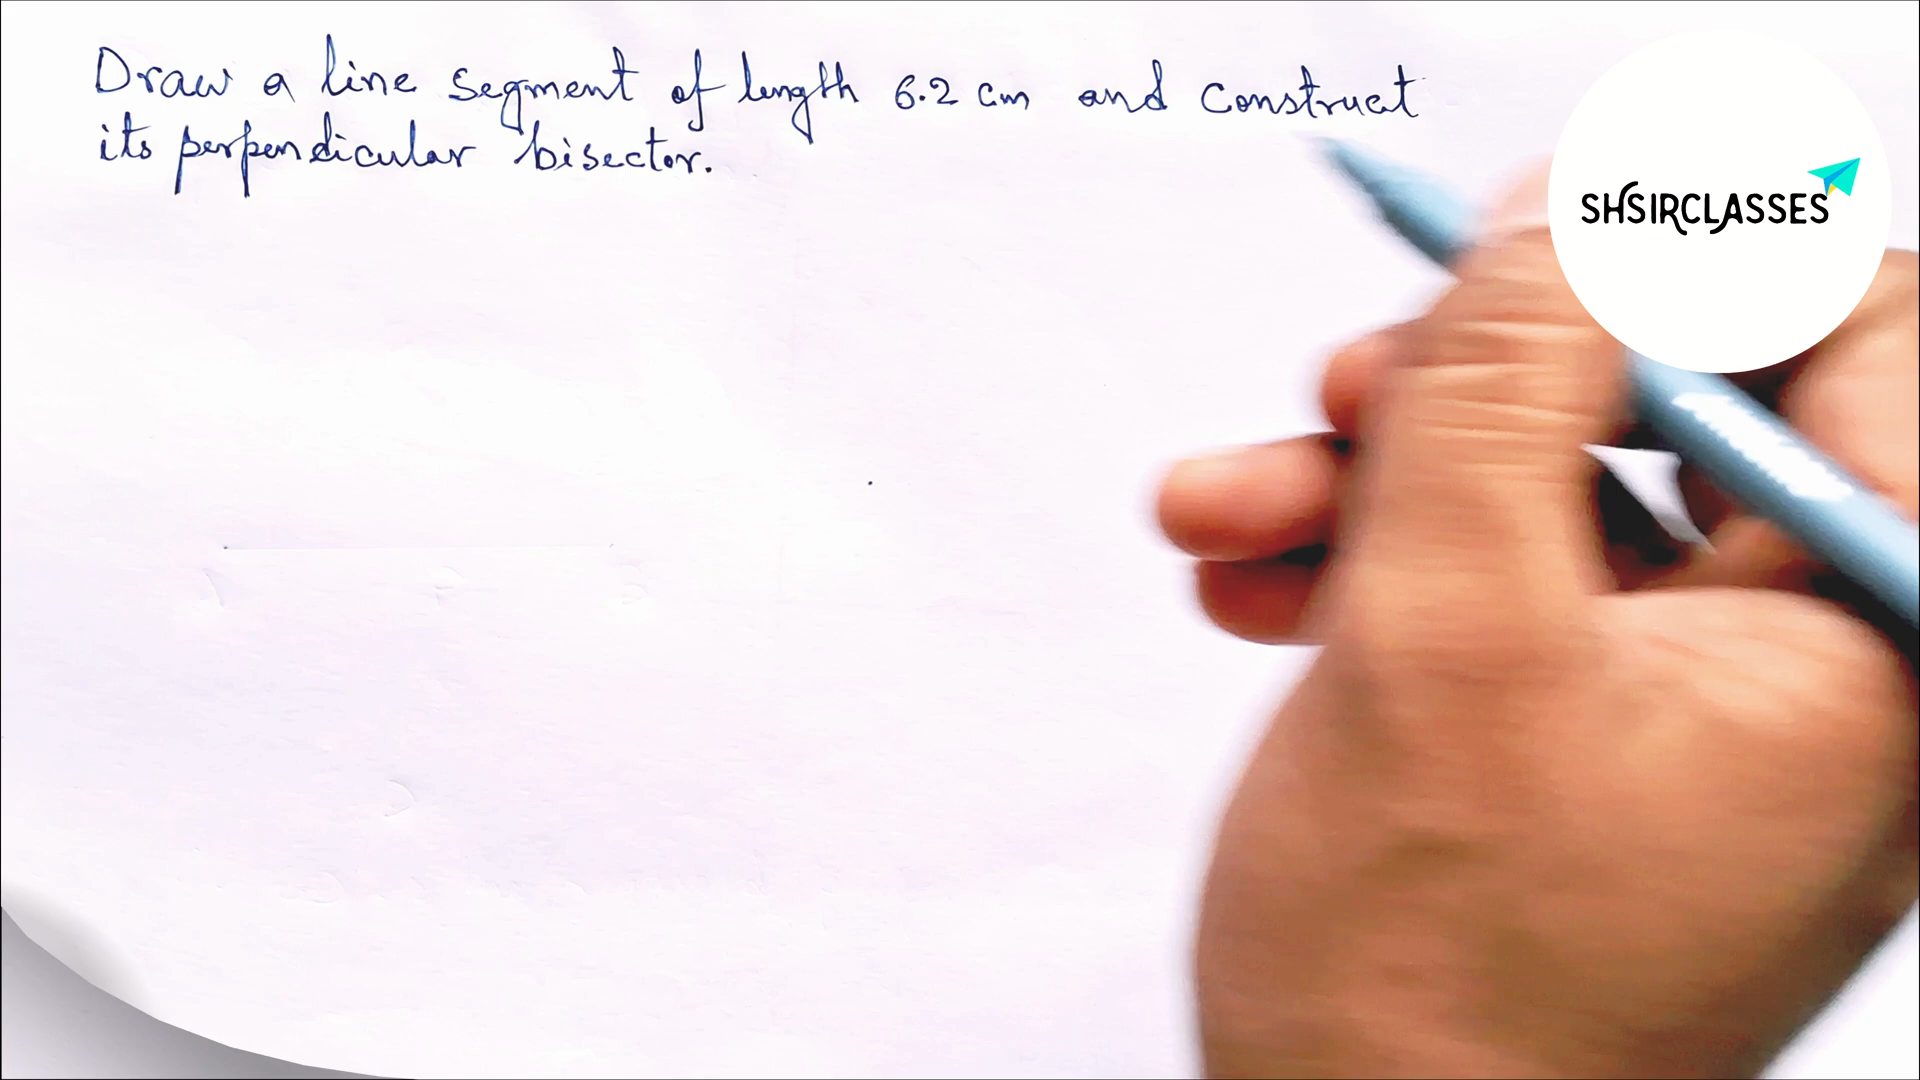 Draw a line segment of length 6.2 cm and construct
its perpendicular bisector.
SHSIRCLASSES